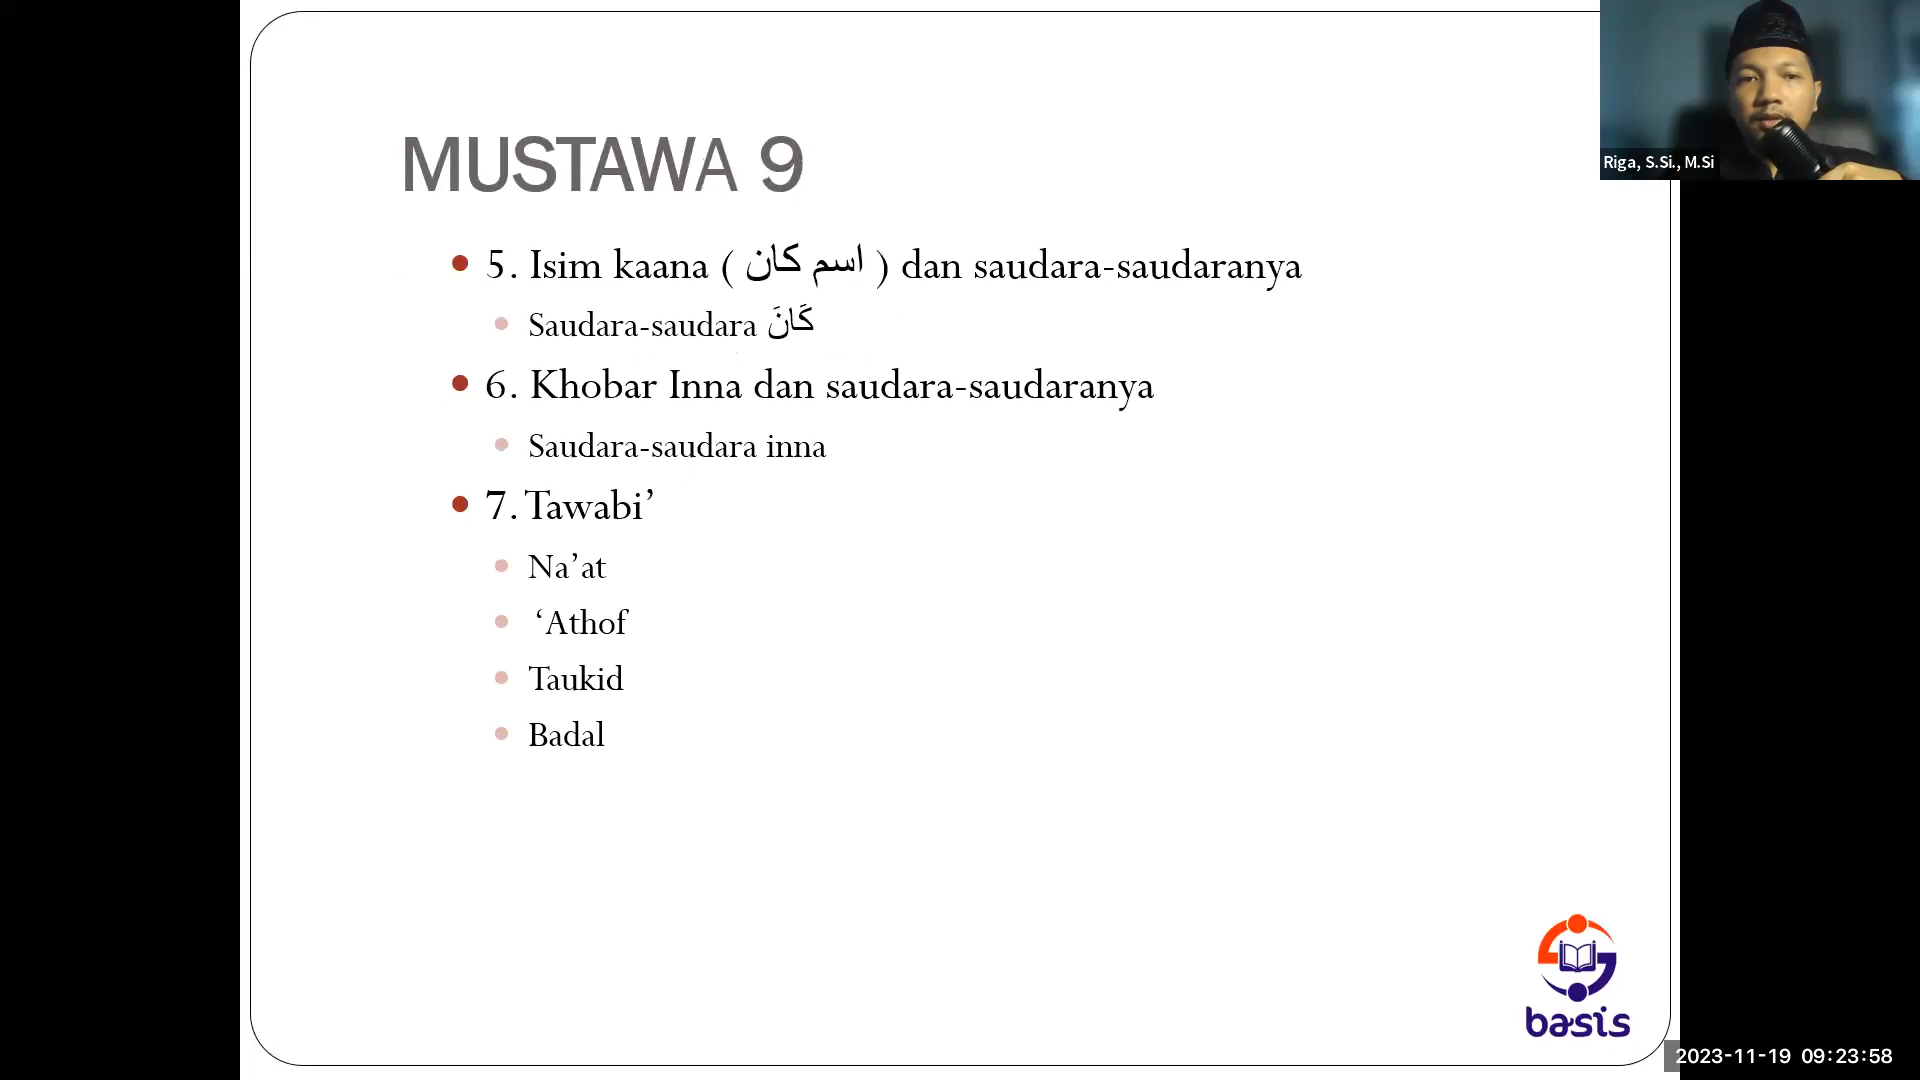 MUSTAWA 9
5. Isim kaana ( اسم كان ) dan saudara-saudaranya
Saudara-saudara كَانَ
6. Khobar Inna dan saudara-saudaranya
Saudara-saudara inna
7. Tawabi’
Na’at
‘Athof
Taukid
Badal
Riga, S.Si., M.Si
basis
2023-11-19 09:23:58